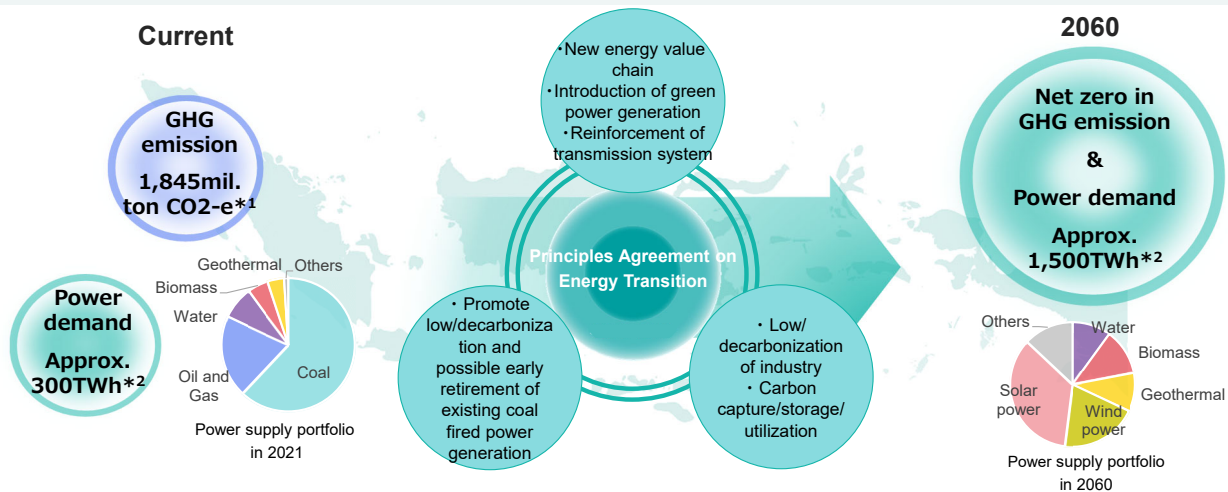 Current
GHG
emission
1,845mil.
ton CO2-e*1
Power
demand
Approx.
300TWh*2
Geothermal
Others
Biomass
Water
Oil and
Gas
Coal
Power supply portfolio
in 2021
・New energy value
chain
・Introduction of green
power generation
・Reinforcement of
transmission system
Principles Agreement on
Energy Transition
・ Promote
low/decarboniza
tion and
possible early
retirement of
existing coal
fired power
generation
・ Low/
decarbonization
of industry
・ Carbon
capture/storage/
utilization
2060
Net zero in
GHG emission
&
Power demand
Approx.
1,500TWh*2
Others
Water
Biomass
Solar
power
Geothermal
Wind
power
Power supply portfolio
in 2060